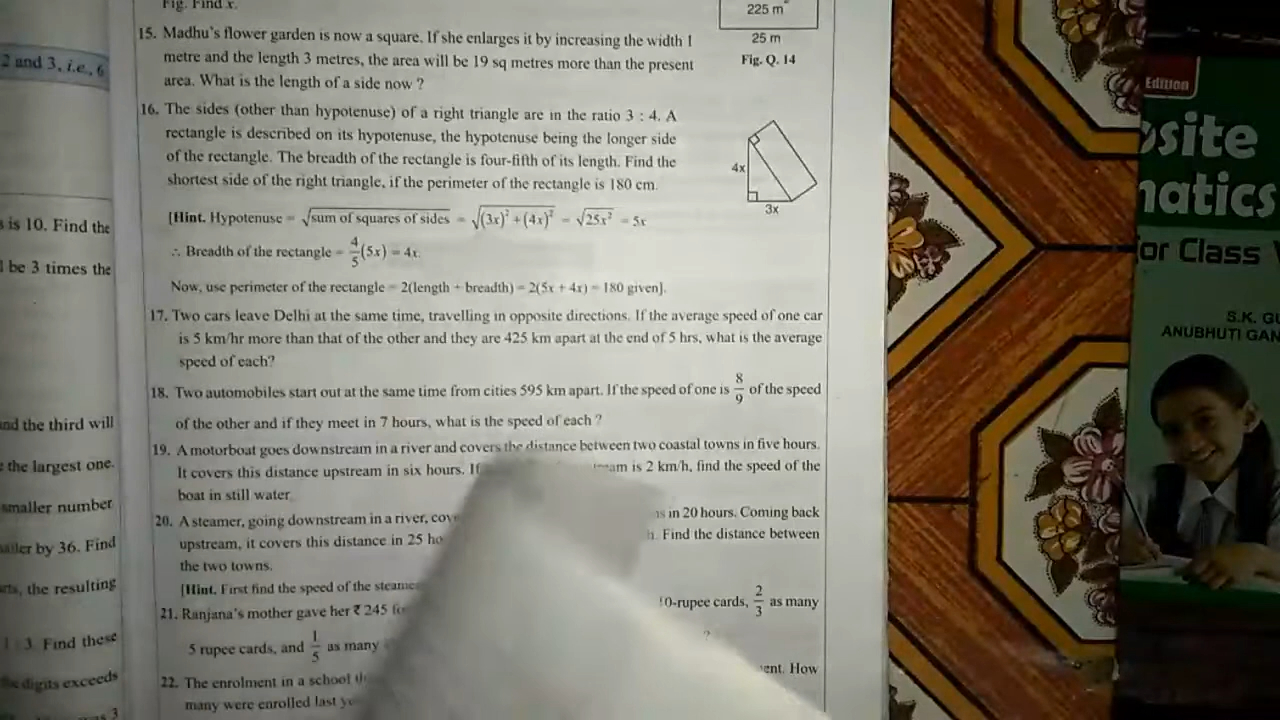 Fig. Find x.
225 m²
25 m
Fig. Q. 14
15. Madhu's flower garden is now a square. If she enlarges it by increasing the width 1
metre and the length 3 metres, the area will be 19 sq metres more than the present
area. What is the length of a side now ?
16. The sides (other than hypotenuse) of a right triangle are in the ratio 3 : 4. A
rectangle is described on its hypotenuse, the hypotenuse being the longer side
of the rectangle. The breadth of the rectangle is four-fifth of its length. Find the
shortest side of the right triangle, if the perimeter of the rectangle is 180 cm.
4x
3x
[Hint. Hypotenuse = √sum of squares of sides = √(3x)² + (4x)² = √25x² = 5x
∴ Breadth of the rectangle = 4/5 (5x) = 4x.
Now, use perimeter of the rectangle = 2(length + breadth) = 2(5x + 4x) = 180 given].
17. Two cars leave Delhi at the same time, travelling in opposite directions. If the average speed of one car
is 5 km/hr more than that of the other and they are 425 km apart at the end of 5 hrs, what is the average
speed of each?
18. Two automobiles start out at the same time from cities 595 km apart. If the speed of one is 8/9 of the speed
of the other and if they meet in 7 hours, what is the speed of each ?
19. A motorboat goes downstream in a river and covers the distance between two coastal towns in five hours.
It covers this distance upstream in six hours. If is 2 km/h, find the speed of the
boat in still water.
20. A steamer, going downstream in a river, in 20 hours. Coming back
upstream, it covers this distance in 25 Find the distance between
the two towns.
[Hint. First find the speed of the
21. Ranjana's mother gave her ₹ 245 0-rupee cards, 2/3 as many
5 rupee cards, and 1/5 as many ?
22. The enrolment in a school How
many were enrolled last
2 and 3, i.e., 6
is 10. Find the
be 3 times the
and the third will
the largest one.
smaller number
by 36. Find
the resulting
: 3. Find these
digits exceeds
3
Edition
S.K. GU
ANUBHUTI GAN